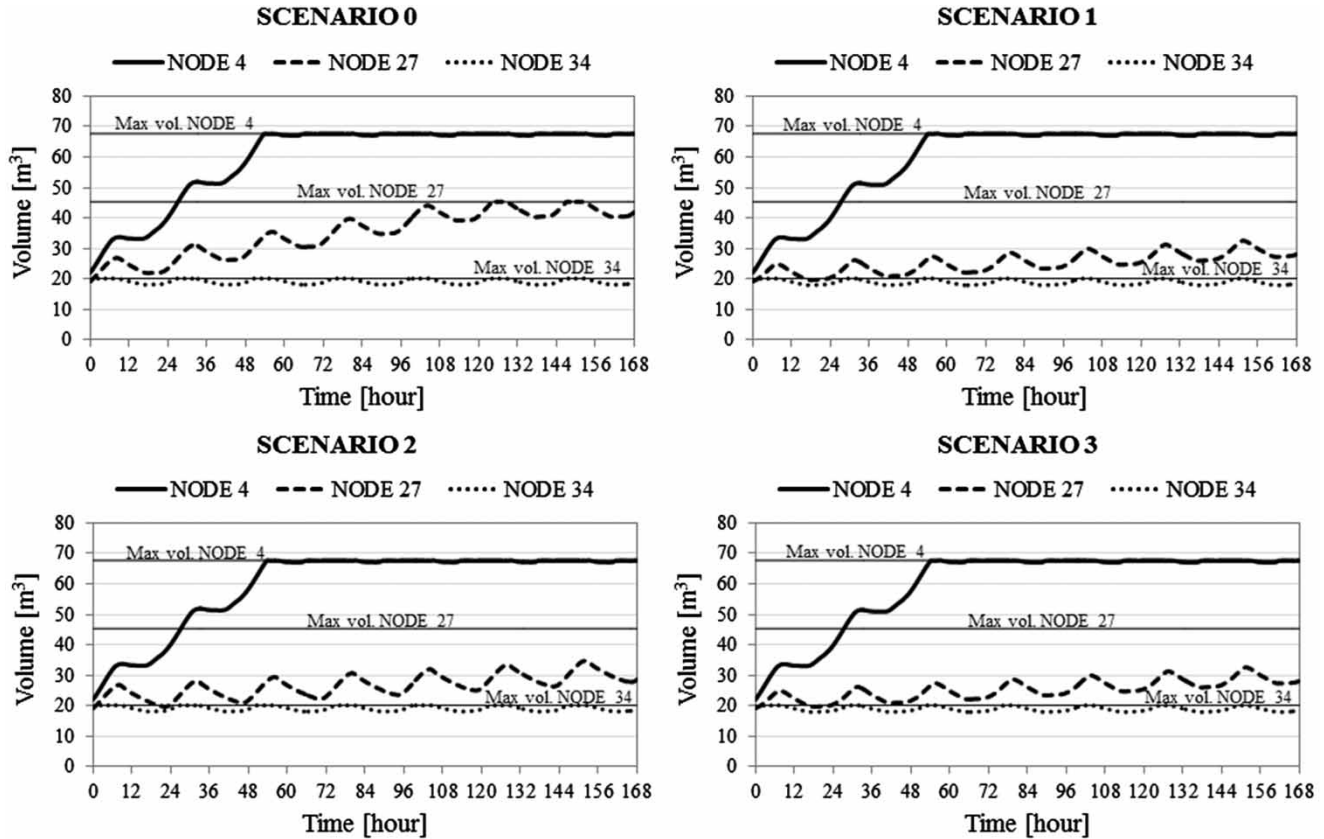 SCENARIO 0
NODE 4 NODE 27 NODE 34
80
70
60
50
40
30
20
10
0
Volume [m³]
Max vol. NODE 4
Max vol. NODE 27
Max vol. NODE 34
0 12 24 36 48 60 72 84 96 108 120 132 144 156 168
Time [hour]
SCENARIO 1
NODE 4 NODE 27 NODE 34
80
70
60
50
40
30
20
10
0
Volume [m³]
Max vol. NODE 4
Max vol. NODE 27
Max vol. NODE 34
0 12 24 36 48 60 72 84 96 108 120 132 144 156 168
Time [hour]
SCENARIO 2
NODE 4 NODE 27 NODE 34
80
70
60
50
40
30
20
10
0
Volume [m³]
Max vol. NODE 4
Max vol. NODE 27
Max vol. NODE 34
0 12 24 36 48 60 72 84 96 108 120 132 144 156 168
Time [hour]
SCENARIO 3
NODE 4 NODE 27 NODE 34
80
70
60
50
40
30
20
10
0
Volume [m³]
Max vol. NODE 4
Max vol. NODE 27
Max vol. NODE 34
0 12 24 36 48 60 72 84 96 108 120 132 144 156 168
Time [hour]